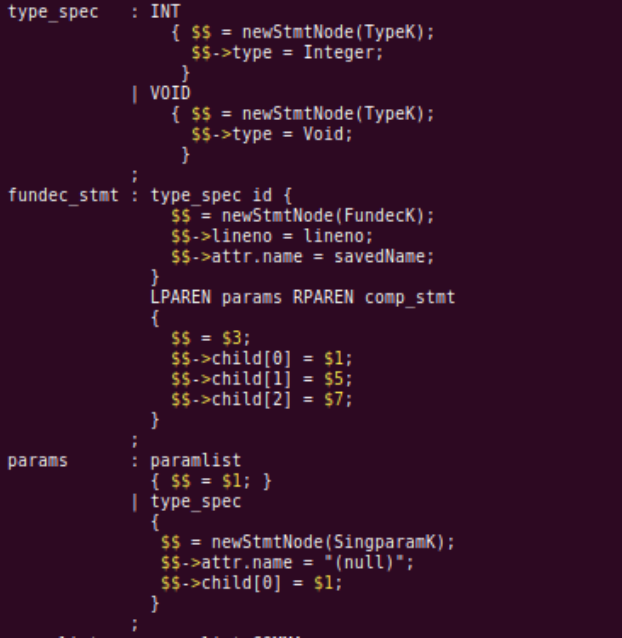 type_spec   : INT
                { $$ = newStmtNode(TypeK);
                  $$->type = Integer;
                 }
            | VOID
                { $$ = newStmtNode(TypeK);
                  $$->type = Void;
                 }
            ;
fundec_stmt : type_spec id {
                $$ = newStmtNode(FundecK);
                $$->lineno = lineno;
                $$->attr.name = savedName;
              }
              LPAREN params RPAREN comp_stmt
              {
                $$ = $3;
                $$->child[0] = $1;
                $$->child[1] = $5;
                $$->child[2] = $7;
              }
            ;
params      : paramlist
              { $$ = $1; }
            | type_spec
              {
               $$ = newStmtNode(SingparamK);
               $$->attr.name = "(null)";
               $$->child[0] = $1;
              }
            ;